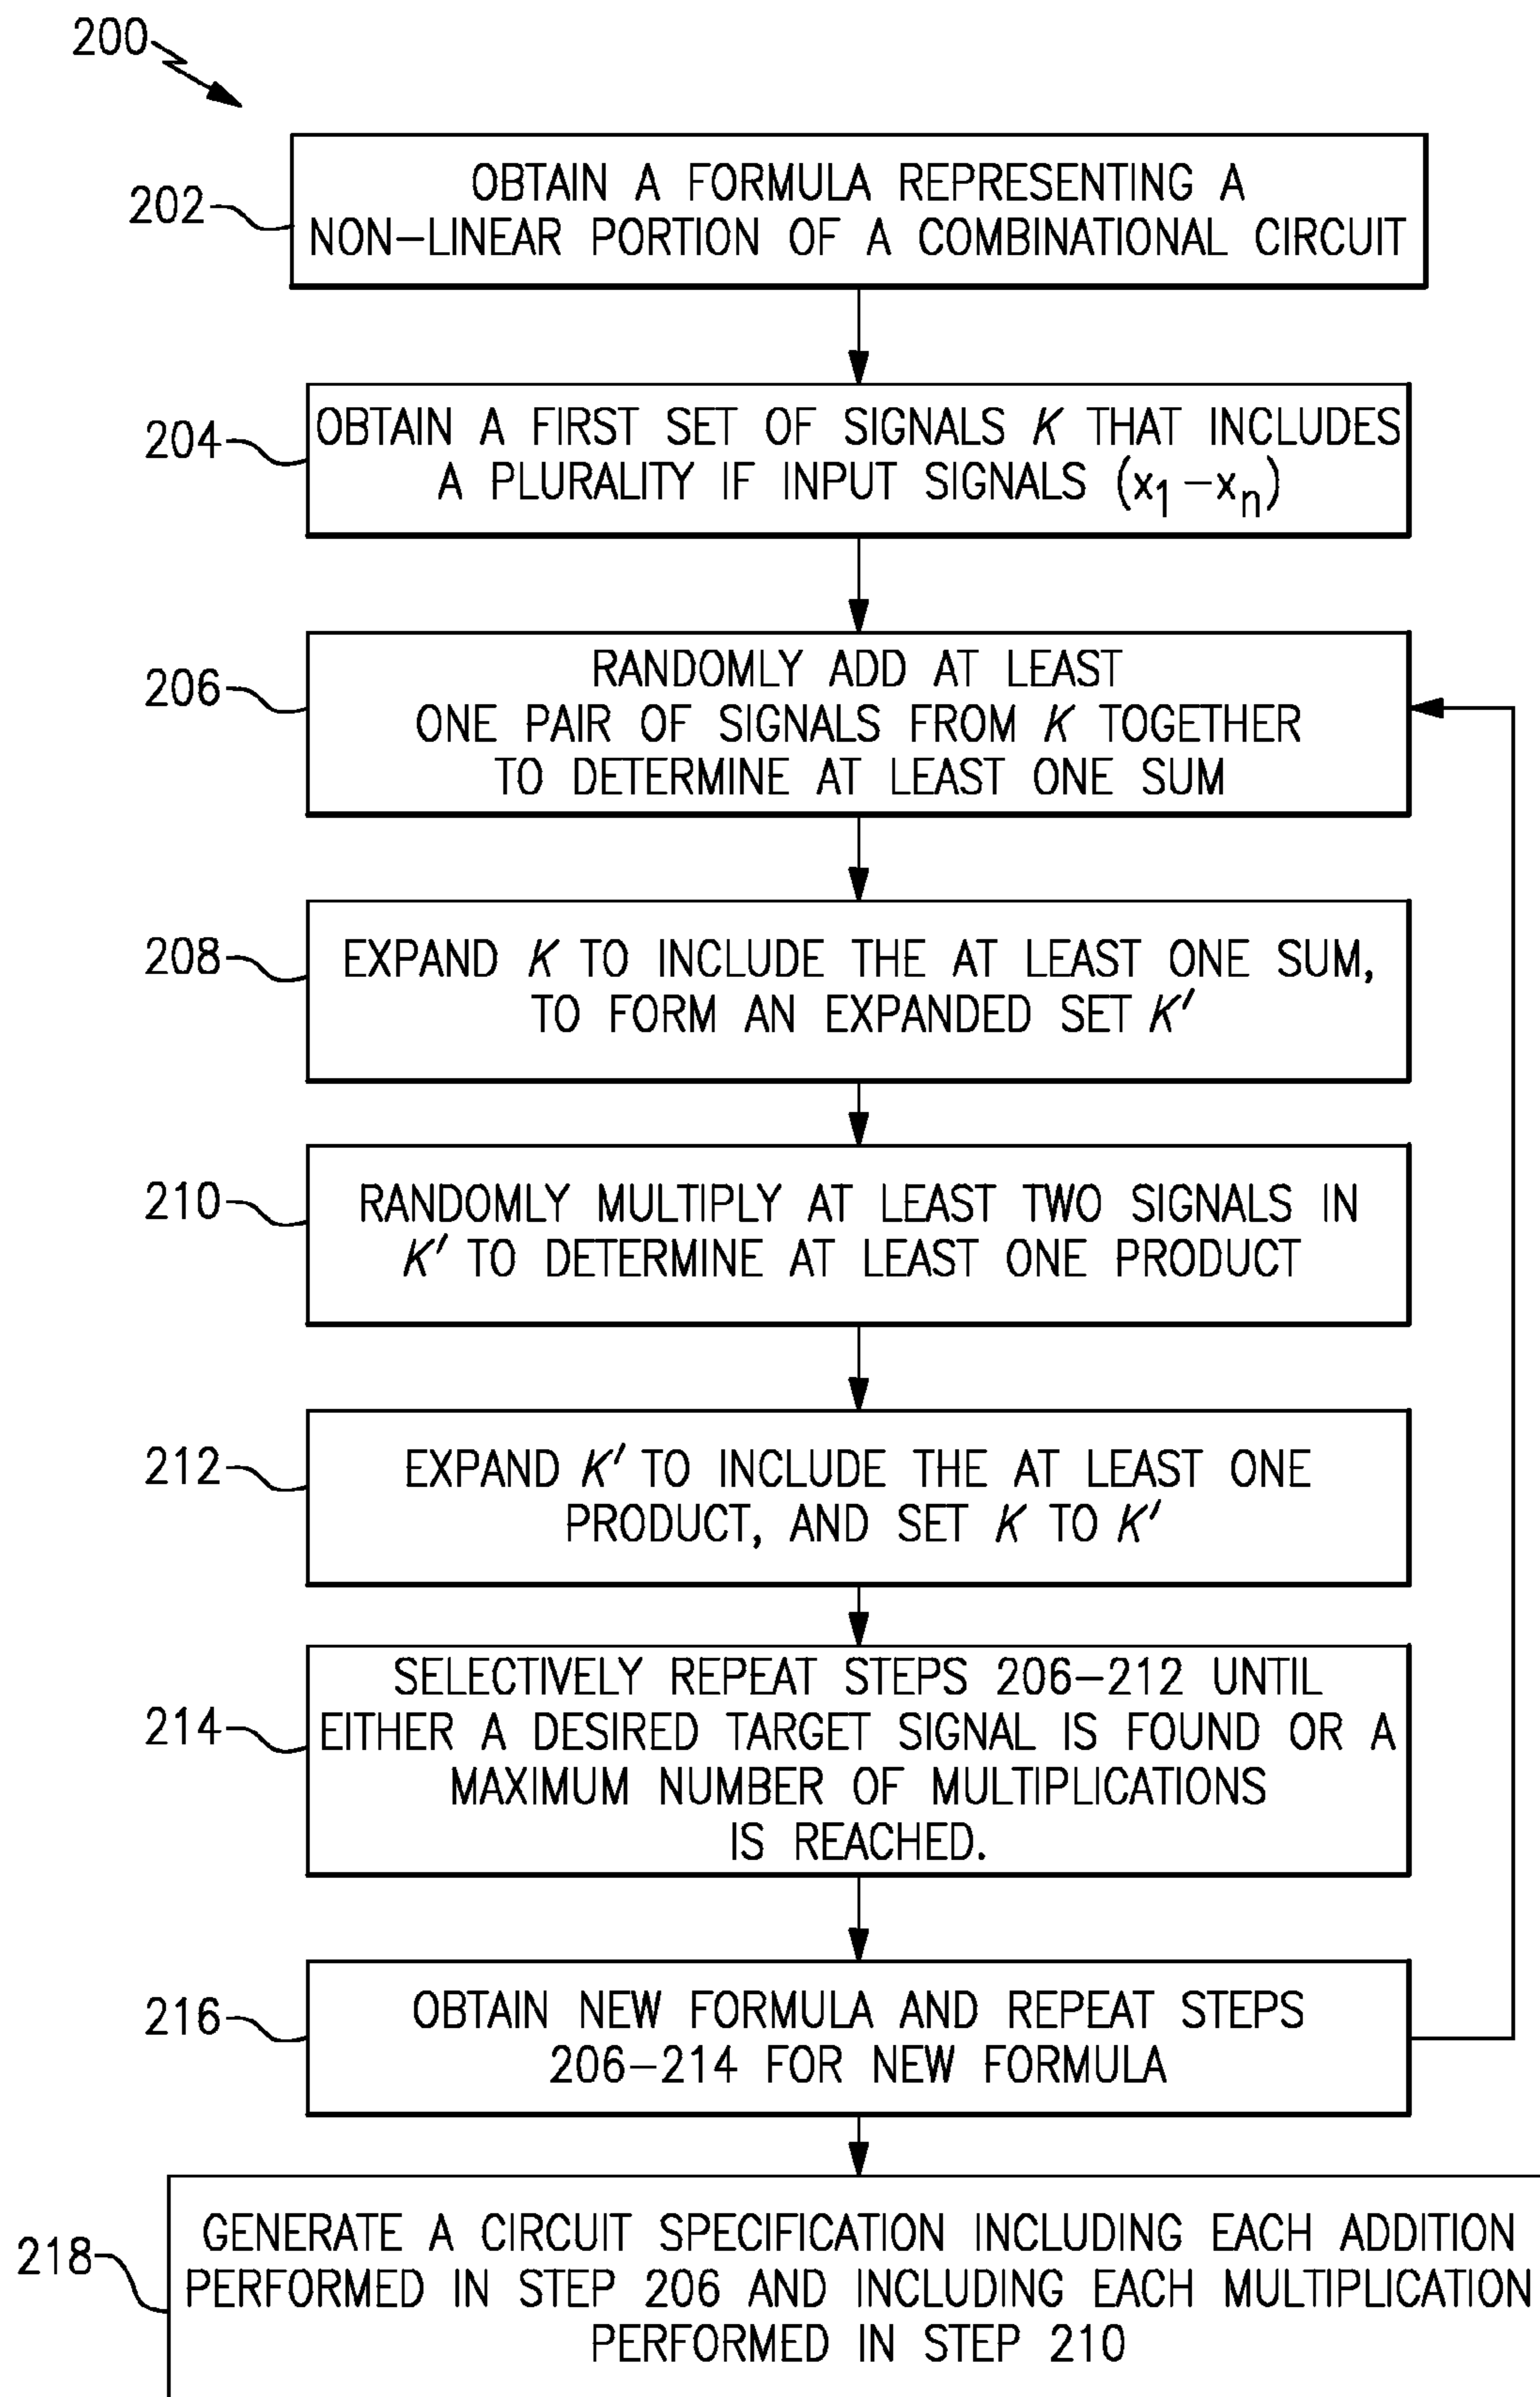 200
202
OBTAIN A FORMULA REPRESENTING A
NON-LINEAR PORTION OF A COMBINATIONAL CIRCUIT
204
OBTAIN A FIRST SET OF SIGNALS K THAT INCLUDES
A PLURALITY IF INPUT SIGNALS (x1-xn)
206
RANDOMLY ADD AT LEAST
ONE PAIR OF SIGNALS FROM K TOGETHER
TO DETERMINE AT LEAST ONE SUM
208
EXPAND K TO INCLUDE THE AT LEAST ONE SUM,
TO FORM AN EXPANDED SET K'
210
RANDOMLY MULTIPLY AT LEAST TWO SIGNALS IN
K' TO DETERMINE AT LEAST ONE PRODUCT
212
EXPAND K' TO INCLUDE THE AT LEAST ONE
PRODUCT, AND SET K TO K'
214
SELECTIVELY REPEAT STEPS 206-212 UNTIL
EITHER A DESIRED TARGET SIGNAL IS FOUND OR A
MAXIMUM NUMBER OF MULTIPLICATIONS
IS REACHED.
216
OBTAIN NEW FORMULA AND REPEAT STEPS
206-214 FOR NEW FORMULA
218
GENERATE A CIRCUIT SPECIFICATION INCLUDING EACH ADDITION
PERFORMED IN STEP 206 AND INCLUDING EACH MULTIPLICATION
PERFORMED IN STEP 210